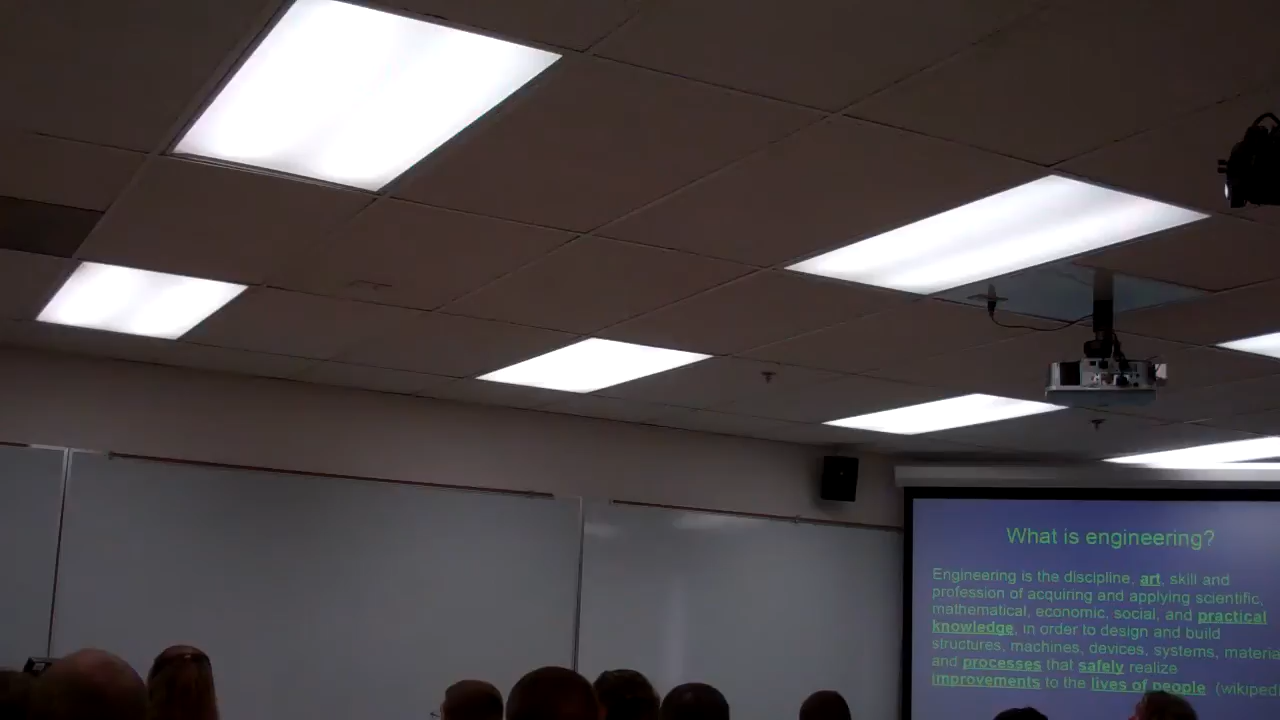 What is engineering?
Engineering is the discipline, art, skill and
profession of acquiring and applying scientific,
mathematical, economic, social, and practical
knowledge, in order to design and build
structures, machines, devices, systems, materia
and processes that safely realize
improvements to the lives of people (wikiped